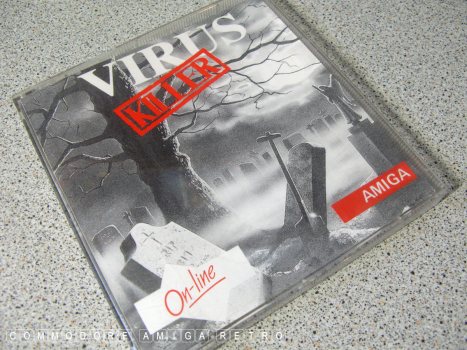 VIRUS
KILLER
AMIGA
On-line
COMMODORE AMIGA RETRO